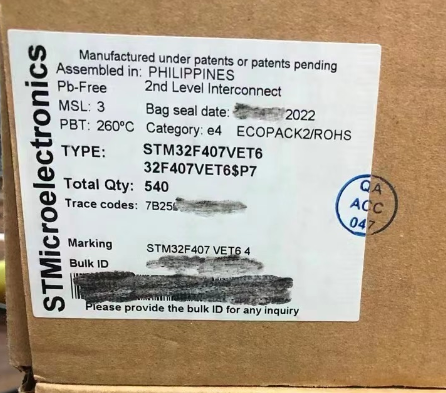 STMicroelectronics
Manufactured under patents or patents pending
Assembled in: PHILIPPINES
Pb-Free 2nd Level Interconnect
MSL: 3 Bag seal date: 2022
PBT: 260°C Category: e4 ECOPACK2/ROHS
TYPE: STM32F407VET6
32F407VET6$P7
Total Qty: 540
Trace codes: 7B25
Marking STM32F407 VET6 4
Bulk ID
Please provide the bulk ID for any inquiry
QA
ACC
047